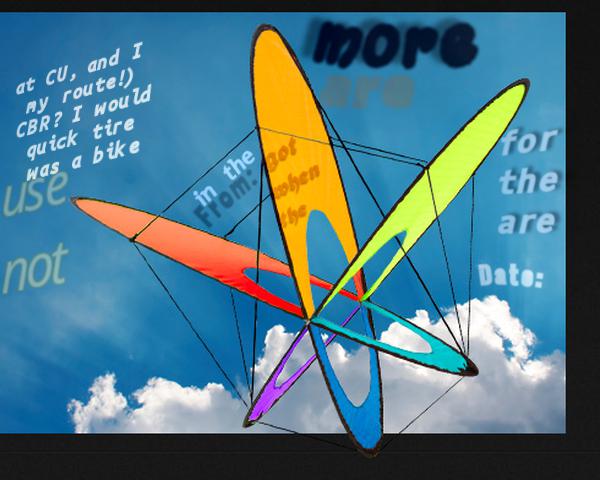 at CU, and I
my route!)
CBR? I would
quick tire
was a bike
more
are
use
not
in the
From: Bot
when
the
for
the
are
Date: